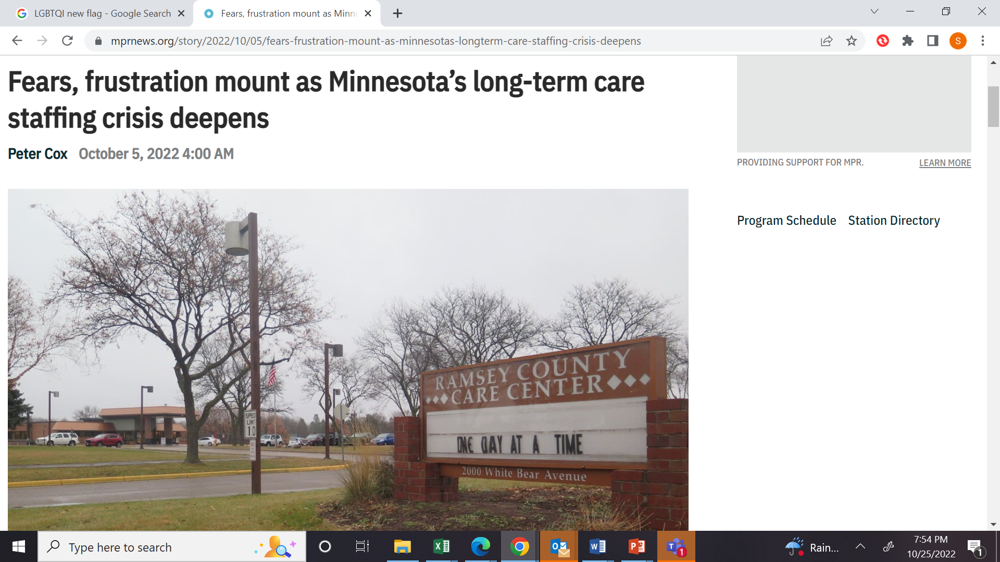 LGBTQI new flag - Google Search
Fears, frustration mount as Minne
mprnews.org/story/2022/10/05/fears-frustration-mount-as-minnesotas-longterm-care-staffing-crisis-deepens
S
Fears, frustration mount as Minnesota’s long-term care
staffing crisis deepens
Peter Cox October 5, 2022 4:00 AM
PROVIDING SUPPORT FOR MPR. LEARN MORE
Program Schedule Station Directory
RAMSEY COUNTY
CARE CENTER
ONE DAY AT A TIME
2000 White Bear Avenue
SPEED
LIMIT
10
Type here to search
Rain...
7:54 PM
10/25/2022
1
1